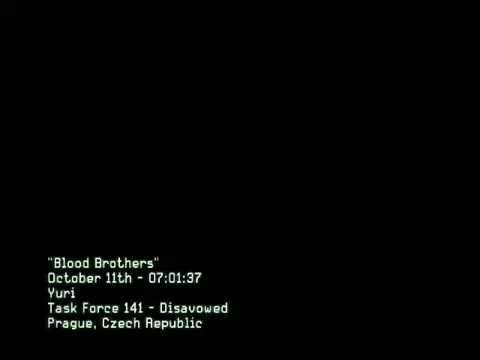 "Blood Brothers"
October 11th - 07:01:37
Yuri
Task Force 141 - Disavowed
Prague, Czech Republic